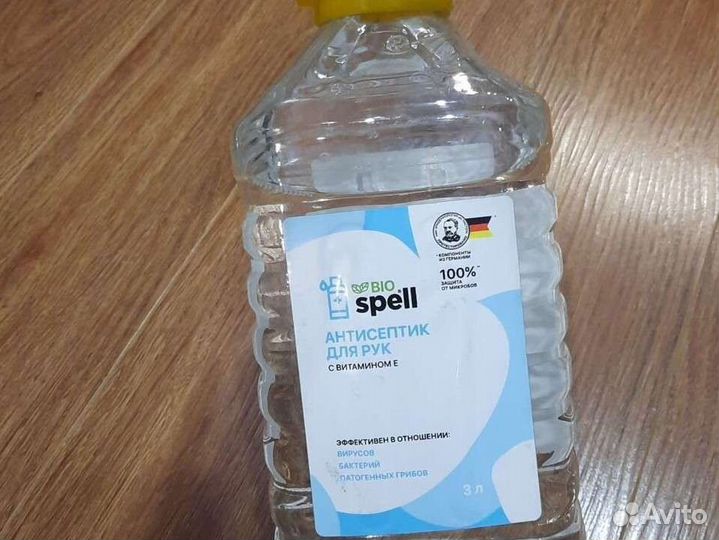 BIO
spell
АНТИСЕПТИК
ДЛЯ РУК
С ВИТАМИНОМ Е
КОМПОНЕНТЫ
ИЗ ГЕРМАНИИ
100%
ЗАЩИТА
ОТ МИКРОБОВ
ЭФФЕКТИВЕН В ОТНОШЕНИИ:
ВИРУСОВ
БАКТЕРИЙ
ПАТОГЕННЫХ ГРИБОВ
3 л
Avito